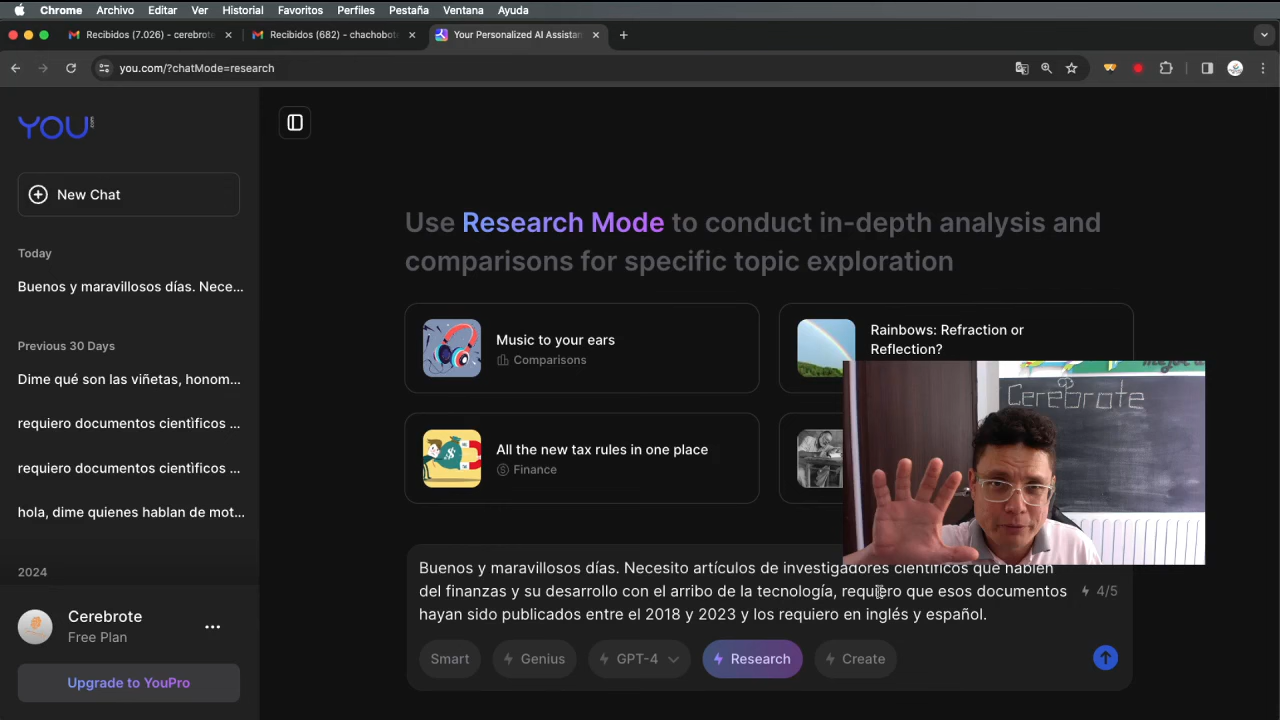 Chrome Archivo Editar Ver Historial Favoritos Perfiles Pestaña Ventana Ayuda
Recibidos (7.026) - cerebrote
Recibidos (682) - chachobot
Your Personalized AI Assistan
you.com/?chatMode=research
YOU
New Chat
Today
Buenos y maravillosos días. Nece...
Previous 30 Days
Dime qué son las viñetas, honom...
requiero documentos científicos ...
requiero documentos científicos ...
hola, dime quienes hablan de mot...
2024
Cerebrote
Free Plan
Upgrade to YouPro
Use Research Mode to conduct in-depth analysis and
comparisons for specific topic exploration
Music to your ears
Comparisons
Rainbows: Refraction or
Reflection?
All the new tax rules in one place
Finance
Cerebrote
Buenos y maravillosos días. Necesito artículos de investigadores científicos que hablen
del finanzas y su desarrollo con el arribo de la tecnología, requiero que esos documentos
hayan sido publicados entre el 2018 y 2023 y los requiero en inglés y español.
4/5
Smart Genius GPT-4 Research Create